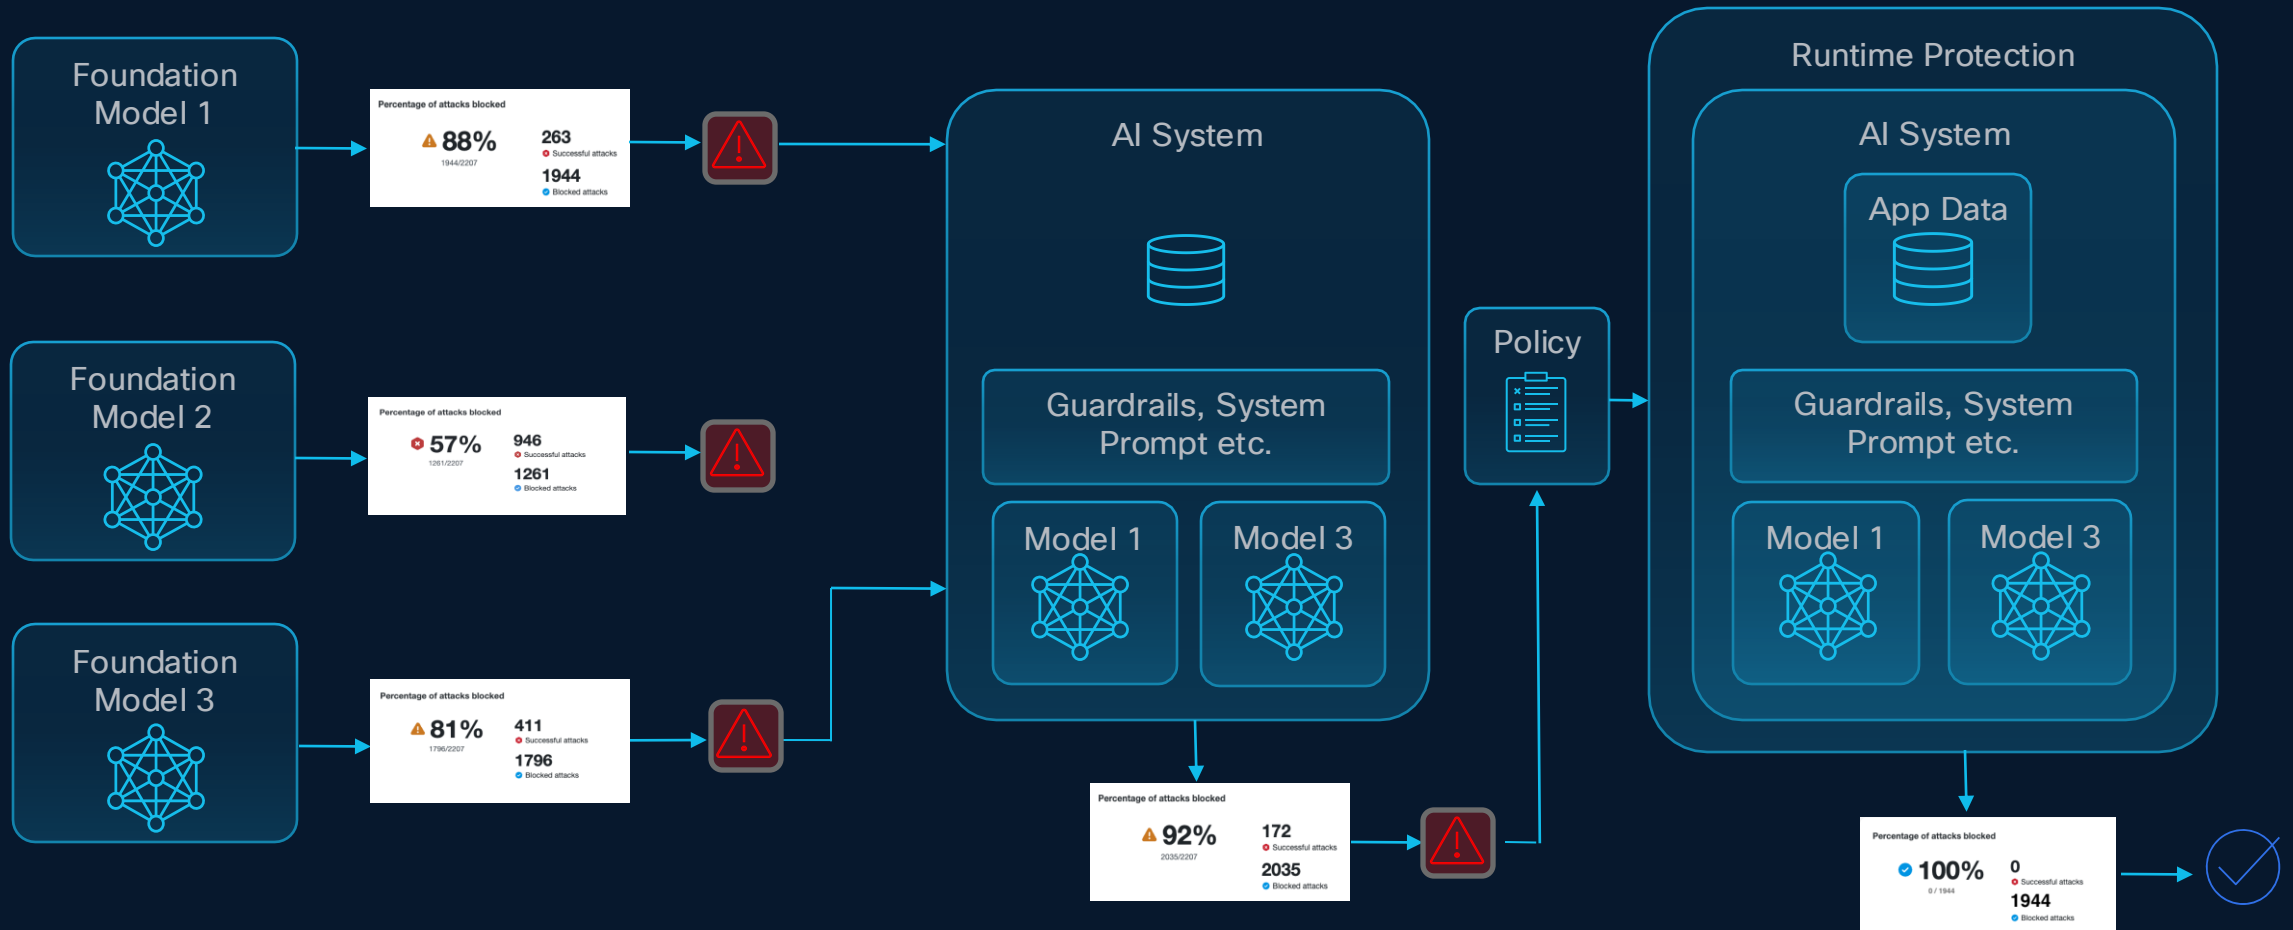 Foundation
Model 1
Percentage of attacks blocked
88%
1944/2207
263
Successful attacks
1944
Blocked attacks
Foundation
Model 2
Percentage of attacks blocked
57%
1261/2207
946
Successful attacks
1261
Blocked attacks
Foundation
Model 3
Percentage of attacks blocked
81%
1796/2207
411
Successful attacks
1796
Blocked attacks
AI System
Guardrails, System
Prompt etc.
Model 1
Model 3
Percentage of attacks blocked
92%
2035/2207
172
Successful attacks
2035
Blocked attacks
Policy
Runtime Protection
AI System
App Data
Guardrails, System
Prompt etc.
Model 1
Model 3
Percentage of attacks blocked
100%
0 / 1944
0
Successful attacks
1944
Blocked attacks